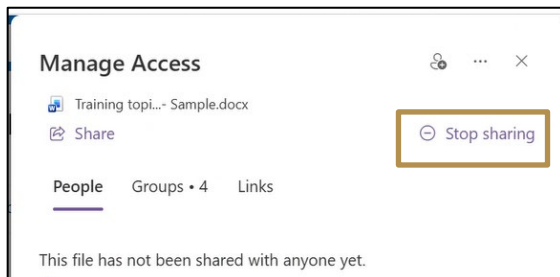 Manage Access
Training topi...- Sample.docx
Share
Stop sharing
People Groups • 4 Links
This file has not been shared with anyone yet.